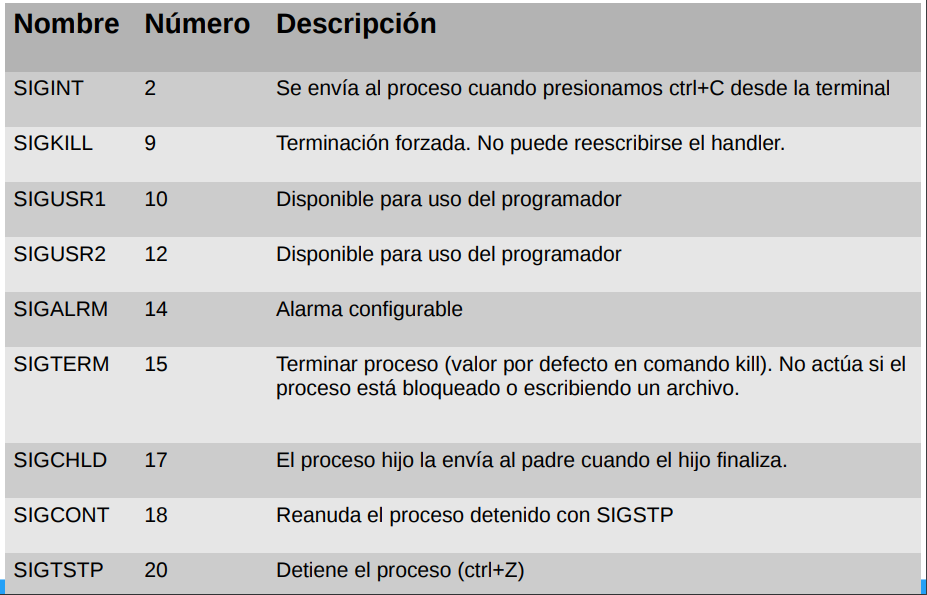 Nombre Número Descripción
SIGINT 2 Se envía al proceso cuando presionamos ctrl+C desde la terminal
SIGKILL 9 Terminación forzada. No puede reescribirse el handler.
SIGUSR1 10 Disponible para uso del programador
SIGUSR2 12 Disponible para uso del programador
SIGALRM 14 Alarma configurable
SIGTERM 15 Terminar proceso (valor por defecto en comando kill). No actúa si el
proceso está bloqueado o escribiendo un archivo.
SIGCHLD 17 El proceso hijo la envía al padre cuando el hijo finaliza.
SIGCONT 18 Reanuda el proceso detenido con SIGSTP
SIGTSTP 20 Detiene el proceso (ctrl+Z)